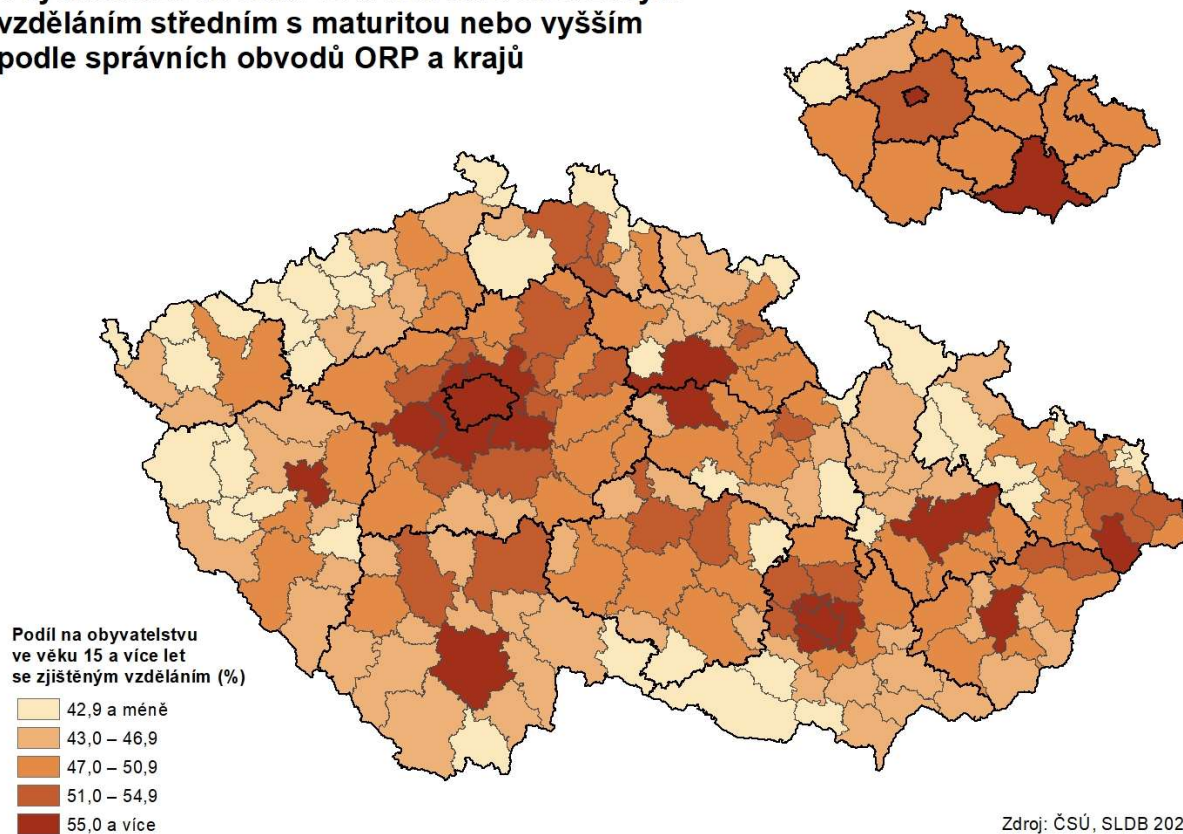 vzděláním středním s maturitou nebo vyšším
podle správních obvodů ORP a krajů
Podíl na obyvatelstvu
ve věku 15 a více let
se zjištěným vzděláním (%)
42,9 a méně
43,0 – 46,9
47,0 – 50,9
51,0 – 54,9
55,0 a více
Zdroj: ČSÚ, SLDB 202